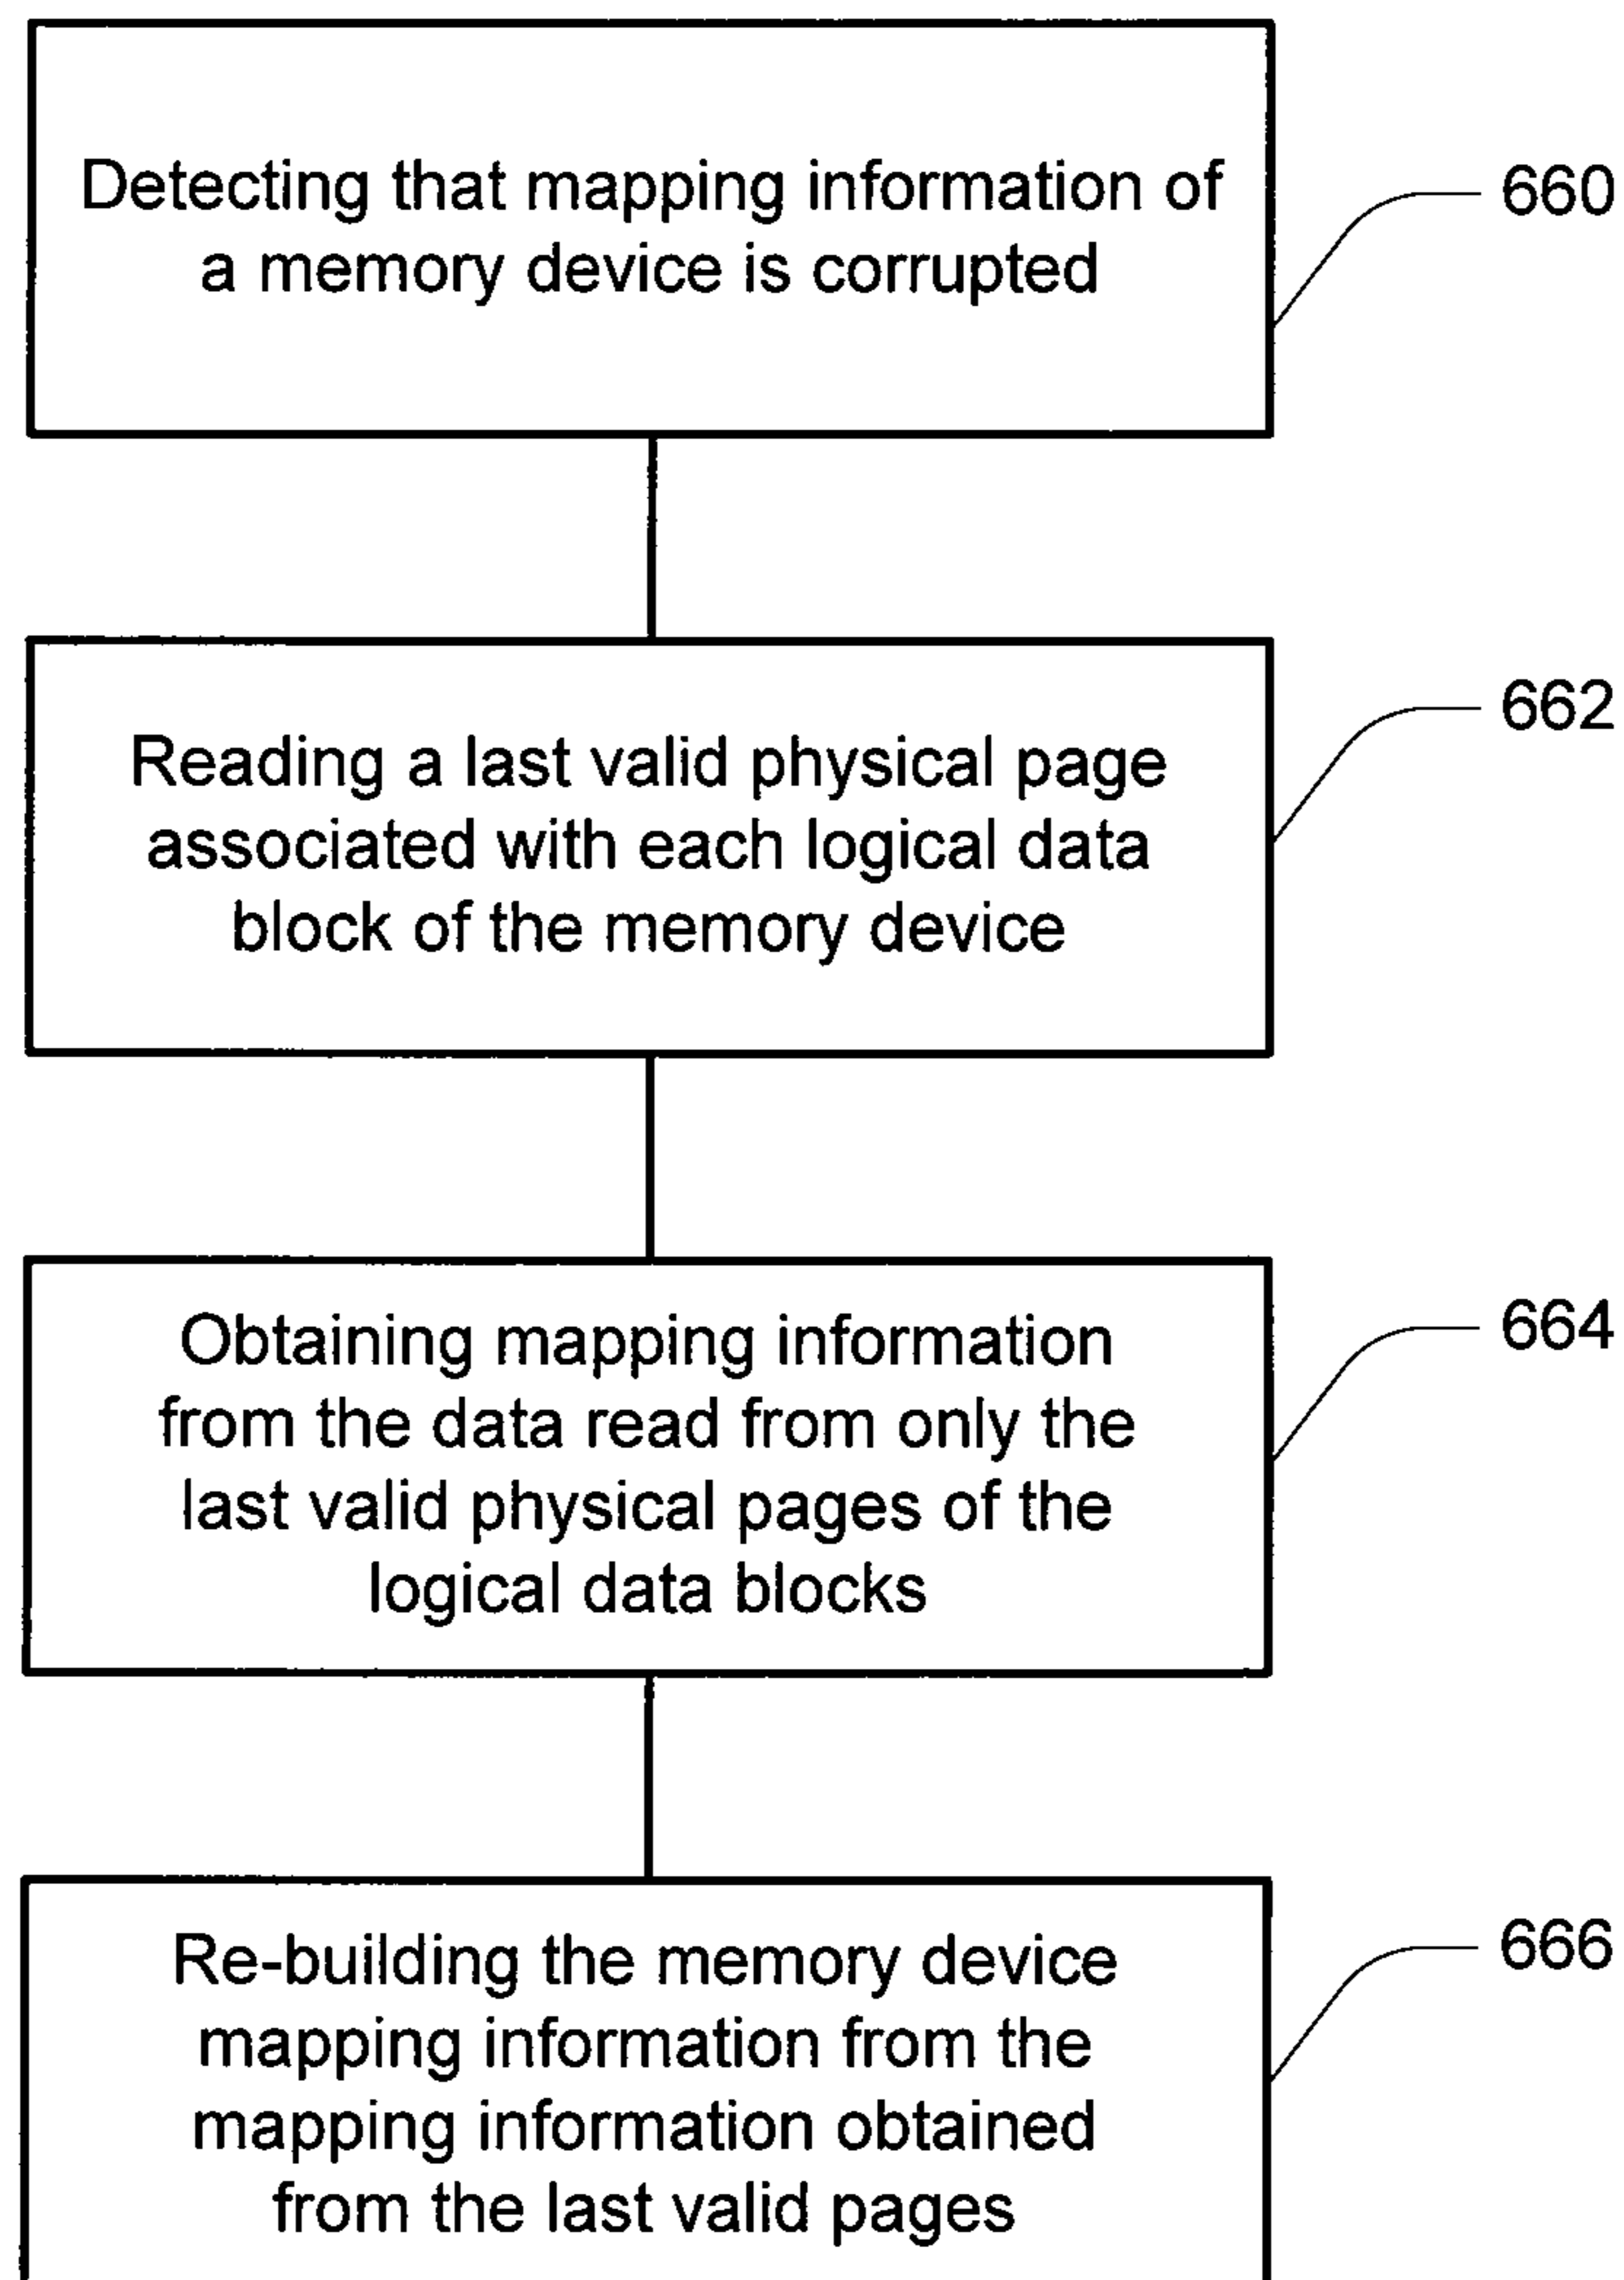 Detecting that mapping information of
a memory device is corrupted
660
Reading a last valid physical page
associated with each logical data
block of the memory device
662
Obtaining mapping information
from the data read from only the
last valid physical pages of the
logical data blocks
664
Re-building the memory device
mapping information from the
mapping information obtained
from the last valid pages
666